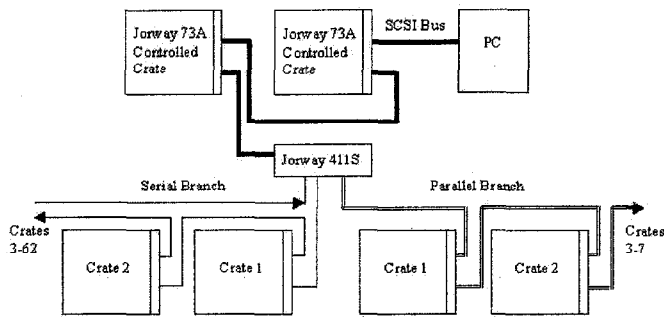 Jorway 73A
Controlled
Crate
Jorway 73A
Controlled
Crate
SCSI Bus
PC
Jorway 411S
Serial Branch
Parallel Branch
Crates
3-62
Crate 2
Crate 1
Crate 1
Crate 2
Crates
3-7